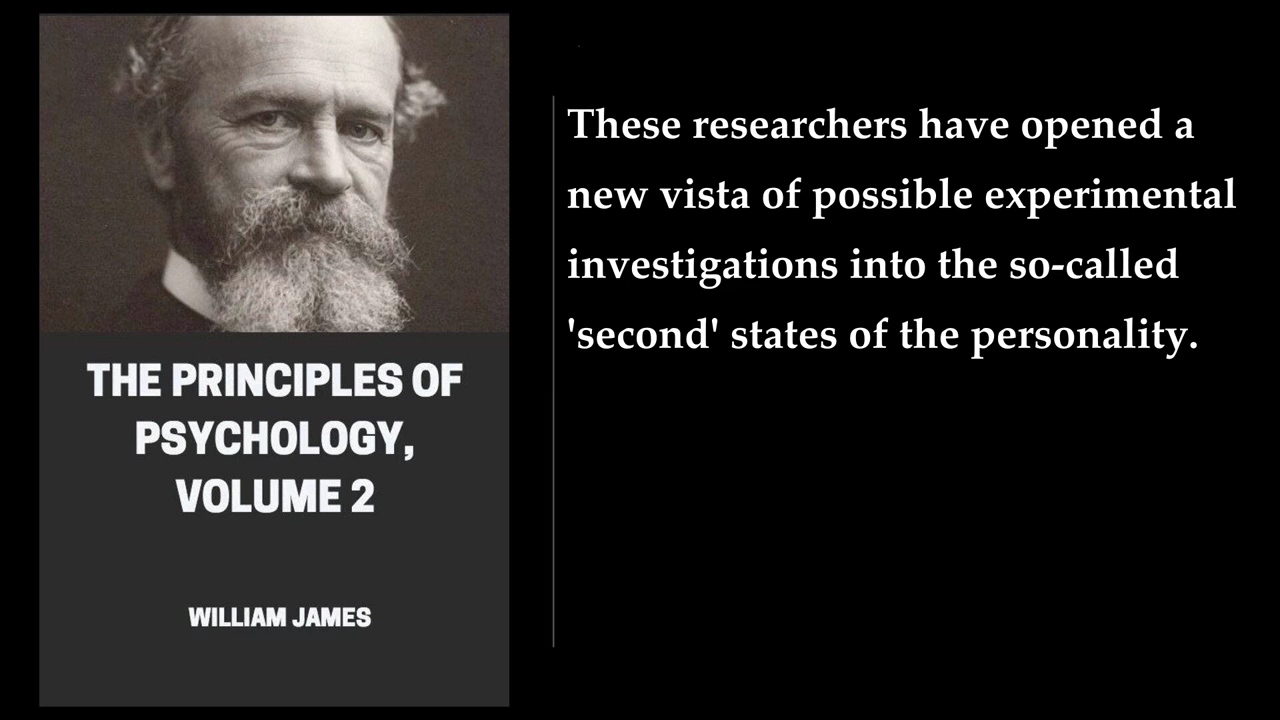 THE PRINCIPLES OF
PSYCHOLOGY,
VOLUME 2
WILLIAM JAMES
These researchers have opened a
new vista of possible experimental
investigations into the so-called
'second' states of the personality.